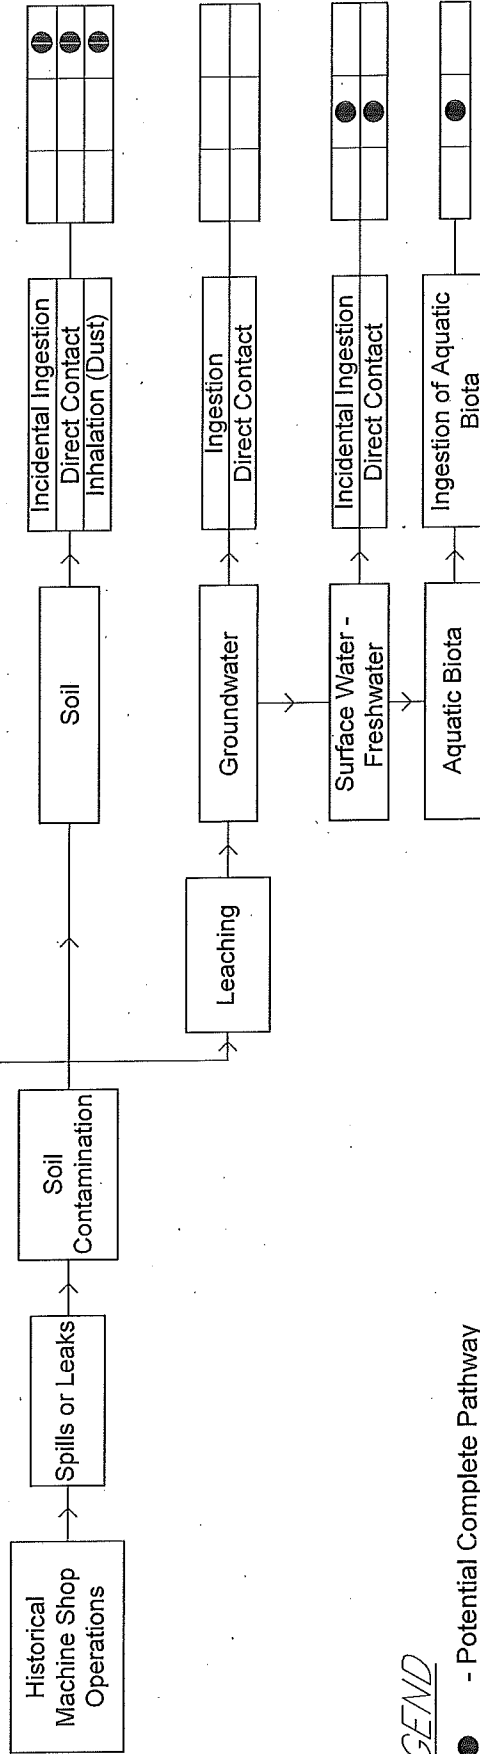 Historical
Machine Shop
Operations
Spills or Leaks
Soil
Contamination
Soil
Incidental Ingestion
Direct Contact
Inhalation (Dust)
Leaching
Groundwater
Ingestion
Direct Contact
Surface Water -
Freshwater
Incidental Ingestion
Direct Contact
Aquatic Biota
Ingestion of Aquatic
Biota
GEND
- Potential Complete Pathway